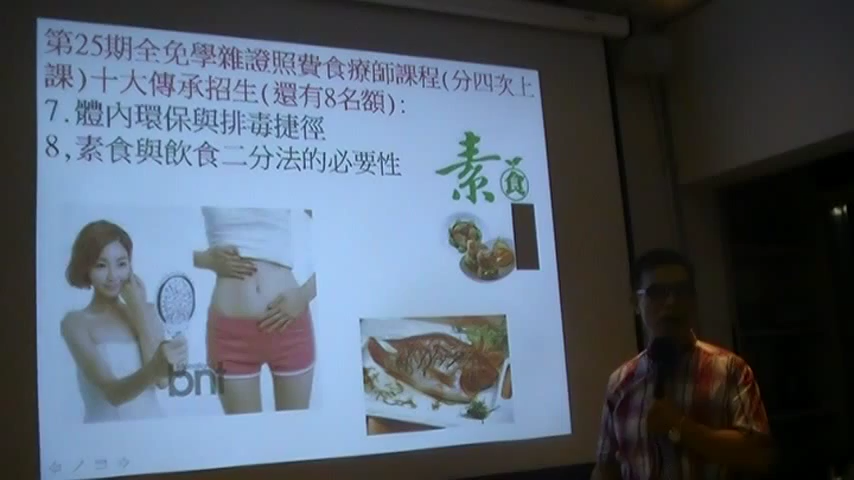 第25期全免學雜證照費食療師課程(分四次上
課)十大傳承招生(還有8名額):
7.體內環保與排毒捷徑
8,素食與飲食二分法的必要性
素食
bnt